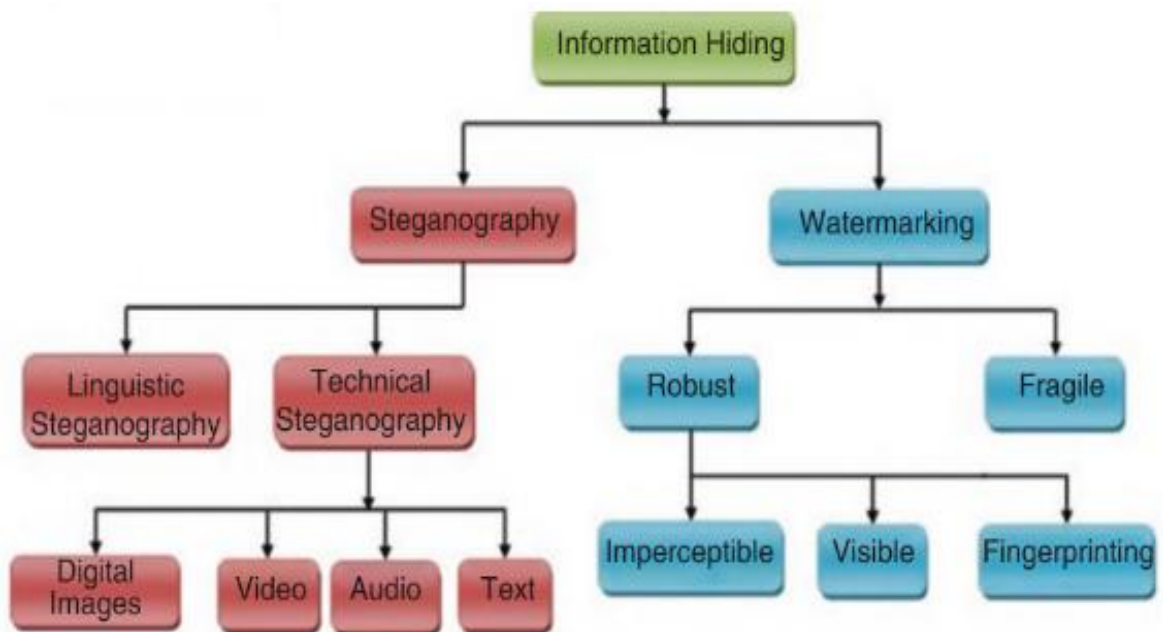 Information Hiding
Steganography
Watermarking
Linguistic
Steganography
Technical
Steganography
Robust
Fragile
Digital
Images
Video
Audio
Text
Imperceptible
Visible
Fingerprinting